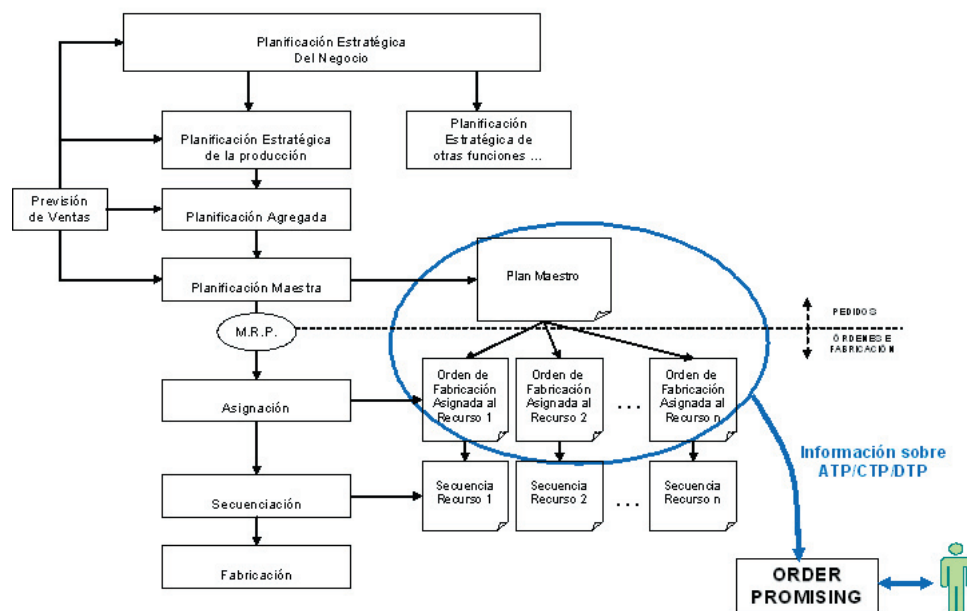 Planificación Estratégica
Del Negocio
Planificación Estratégica
de la producción
Planificación
Estratégica de
otras funciones ...
Previsión
de Ventas
Planificación Agregada
Planificación Maestra
Plan Maestro
M.R.P.
PEDIDOS
ÓRDENES E
FABRICACIÓN
Asignación
Orden de
Fabricación
Asignada al
Recurso 1
Orden de
Fabricación
Asignada al
Recurso 2
...
Orden de
Fabricación
Asignada al
Recurso n
Información sobre
ATP/CTP/DTP
Secuenciación
Secuencia
Recurso 1
Secuencia
Recurso 2
...
Secuencia
Recurso n
Fabricación
ORDER
PROMISING